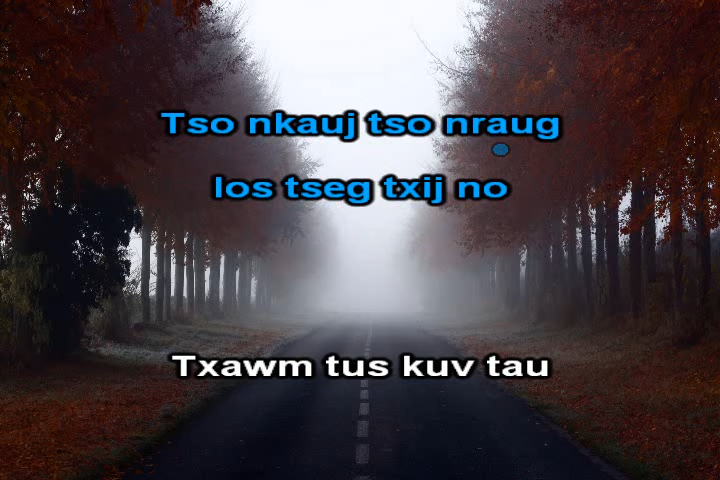 Tso nkauj tso nraug
los tseg txij no
Txawm tus kuv tau